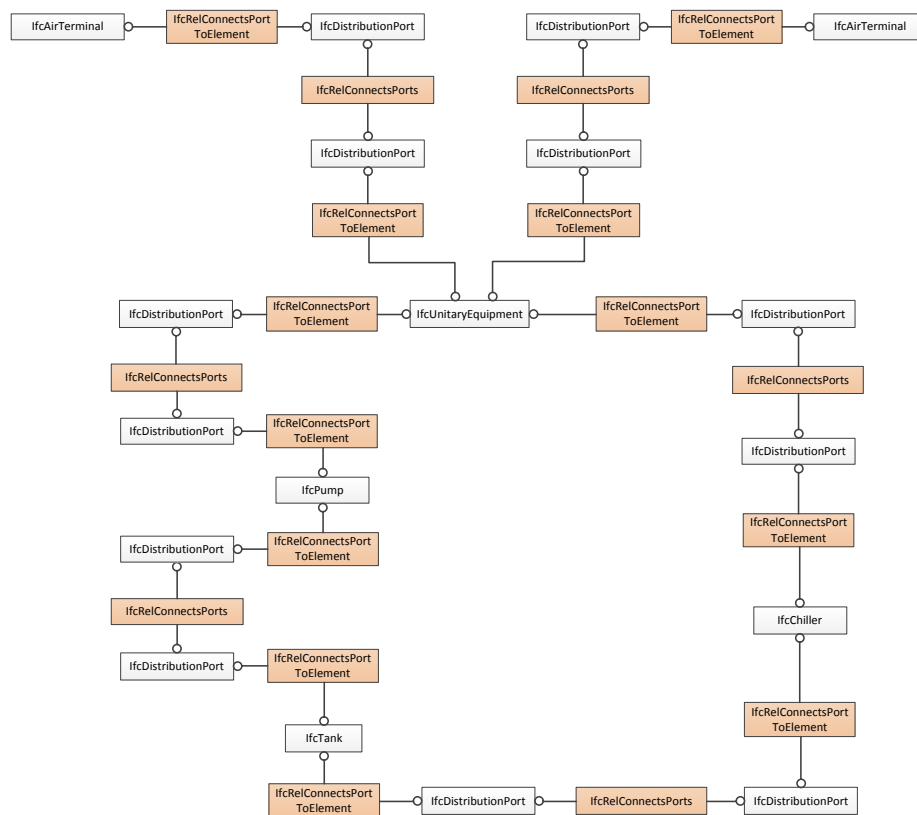 IfcAirTerminal
IfcRelConnectsPort
ToElement
IfcDistributionPort
IfcDistributionPort
IfcRelConnectsPort
ToElement
IfcAirTerminal
IfcRelConnectsPorts
IfcRelConnectsPorts
IfcDistributionPort
IfcDistributionPort
IfcRelConnectsPort
ToElement
IfcRelConnectsPort
ToElement
IfcDistributionPort
IfcRelConnectsPort
ToElement
IfcUnitaryEquipment
IfcRelConnectsPort
ToElement
IfcDistributionPort
IfcRelConnectsPorts
IfcRelConnectsPorts
IfcDistributionPort
IfcRelConnectsPort
ToElement
IfcDistributionPort
IfcPump
IfcRelConnectsPort
ToElement
IfcDistributionPort
IfcRelConnectsPort
ToElement
IfcRelConnectsPorts
IfcChiller
IfcDistributionPort
IfcRelConnectsPort
ToElement
IfcTank
IfcRelConnectsPort
ToElement
IfcRelConnectsPort
ToElement
IfcDistributionPort
IfcRelConnectsPorts
IfcDistributionPort